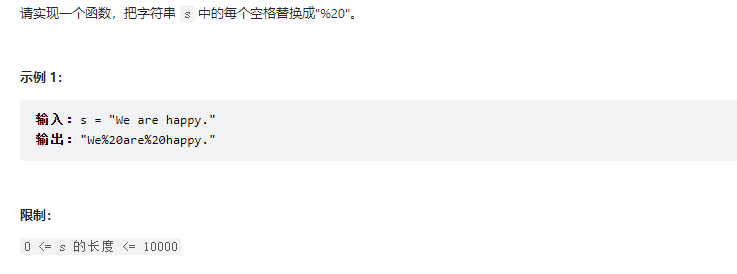 请实现一个函数，把字符串 s 中的每个空格替换成"%20"。
示例 1：
输入：s = "We are happy."
输出："We%20are%20happy."
限制：
0 <= s 的长度 <= 10000